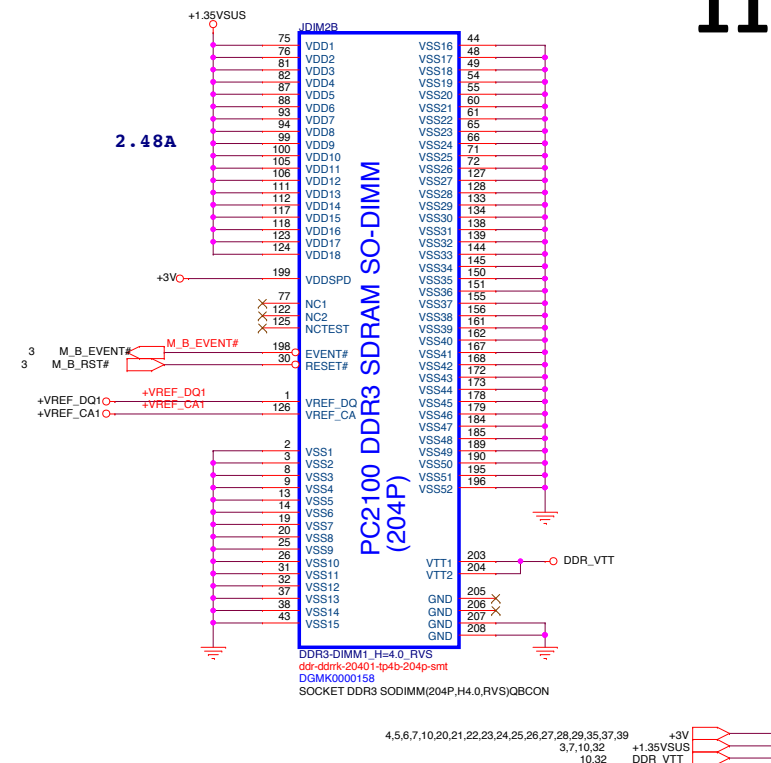 11
+1.35VSUS
JDIM2B
75 VDD1 VSS16 44
76 VDD2 VSS17 48
81 VDD3 VSS18 49
82 VDD4 VSS19 54
87 VDD5 VSS20 55
88 VDD6 VSS21 60
93 VDD7 VSS22 61
94 VDD8 VSS23 65
99 VDD9 VSS24 66
100 VDD10 VSS25 71
105 VDD11 VSS26 72
106 VDD12 VSS27 127
111 VDD13 VSS28 128
112 VDD14 VSS29 133
117 VDD15 VSS30 134
118 VDD16 VSS31 138
123 VDD17 VSS32 139
124 VDD18 VSS33 144
2.48A
VSS34 145
+3V 199 VDDSPD VSS35 150
VSS36 151
77 NC1 VSS37 155
122 NC2 VSS38 156
125 NCTEST VSS39 161
VSS40 162
3 M_B_EVENT# M_B_EVENT# 198 EVENT# VSS41 167
3 M_B_RST# 30 RESET# VSS42 168
VSS43 172
VSS44 173
+VREF_DQ1 +VREF_DQ1 1 VREF_DQ VSS45 178
+VREF_CA1 +VREF_CA1 126 VREF_CA VSS46 179
VSS47 184
VSS48 185
2 VSS1 VSS49 189
3 VSS2 VSS50 190
8 VSS3 VSS51 195
9 VSS4 VSS52 196
13 VSS5
14 VSS6
19 VSS7
20 VSS8
25 VSS9
26 VSS10 VTT1 203 DDR_VTT
31 VSS11 VTT2 204
32 VSS12
37 VSS13 GND 205
38 VSS14 GND 206
43 VSS15 GND 207
GND 208
PC2100 DDR3 SDRAM SO-DIMM
(204P)
DDR3-DIMM1_H=4.0_RVS
ddr-ddrrk-20401-tp4b-204p-smt
DGMK0000158
SOCKET DDR3 SODIMM(204P,H4.0,RVS)QBCON
4,5,6,7,10,20,21,22,23,24,25,26,27,28,29,35,37,39 +3V
3,7,10,32 +1.35VSUS
10,32 DDR_VTT